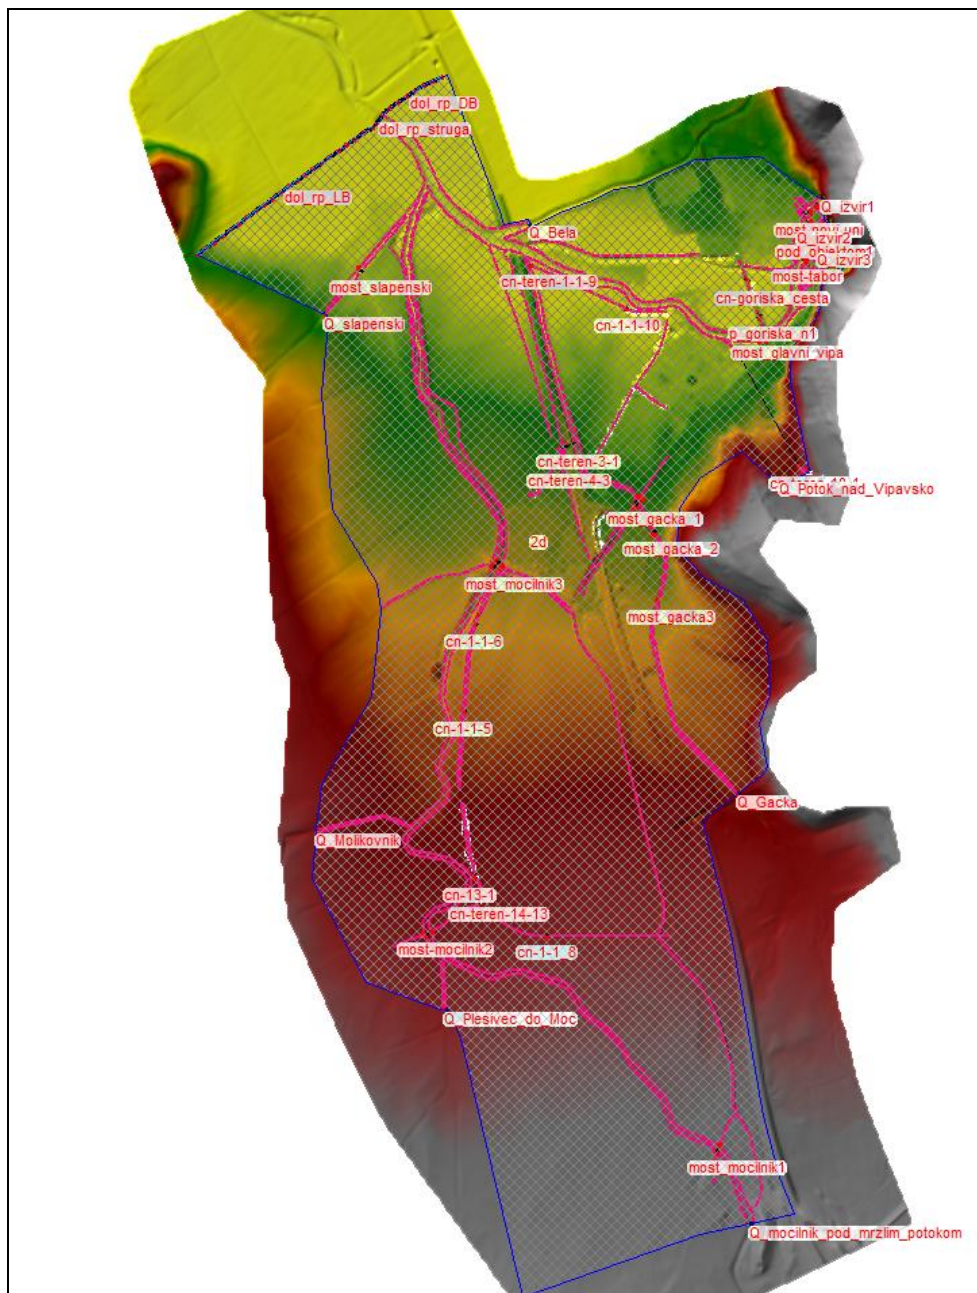 dol_rp_DB
dol_rp_struga
dol_rp_LB
Q_izvir1
most-novi-uni
Q_izvir2
Q_Bela
pod_objektom1
Q_izvir3
most-tabor
most_slapenski
cn-teren-1-1-9
cn-goriska_cesta
Q_slapenski
cn-1-1-10
p_goriska_n1
most_glavni_vipa
cn-teren-3-1
cn-teren-4-3
Q_Potok_nad_Vipavsko
most_gacka_1
2d
most_gacka_2
most_mocilnik3
most_gacka3
cn-1-1-6
cn-1-1-5
Q_Gacka
Q_Molikovnik
cn-13-1
cn-teren-14-13
most-mocilnik2
cn-1-1_8
Q_Plesivec_do_Moc
most_mocilnik1
Q_mocilnik_pod_mrzlim_potokom